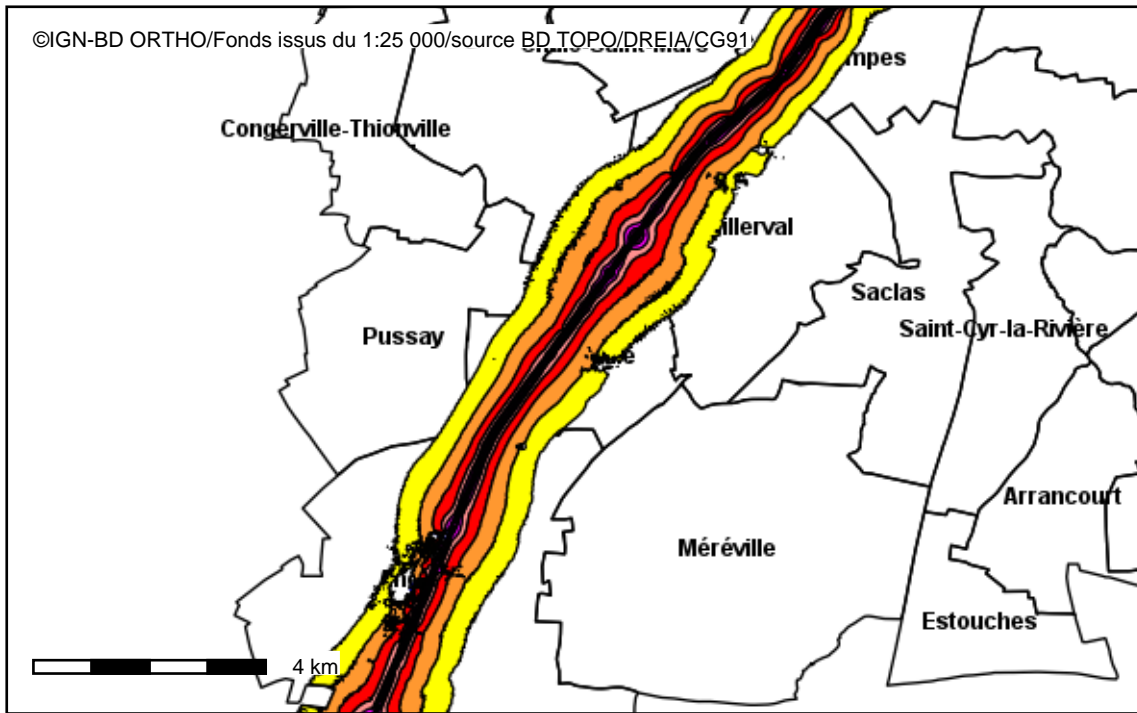 ©IGN-BD ORTHO/Fonds issus du 1:25 000/source BD TOPO/DREIA/CG91
Congerville-Thionville
Saclas
Saint-Cyr-la-Rivière
Pussay
Arrancourt
Méréville
Estouches
4 km